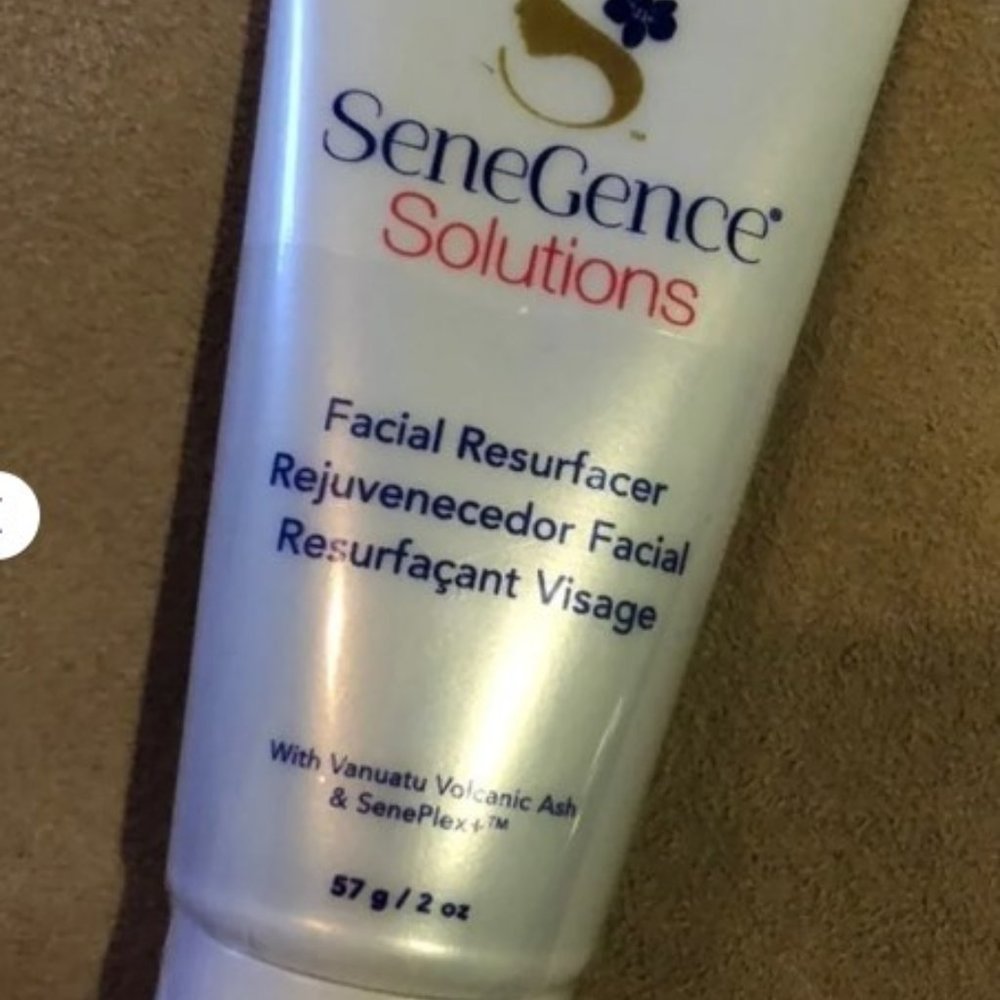 SeneGence®
Solutions
Facial Resurfacer
Rejuvenecedor Facial
Resurfaçant Visage
With Vanuatu Volcanic Ash
& SenePlex+™
57 g / 2 oz